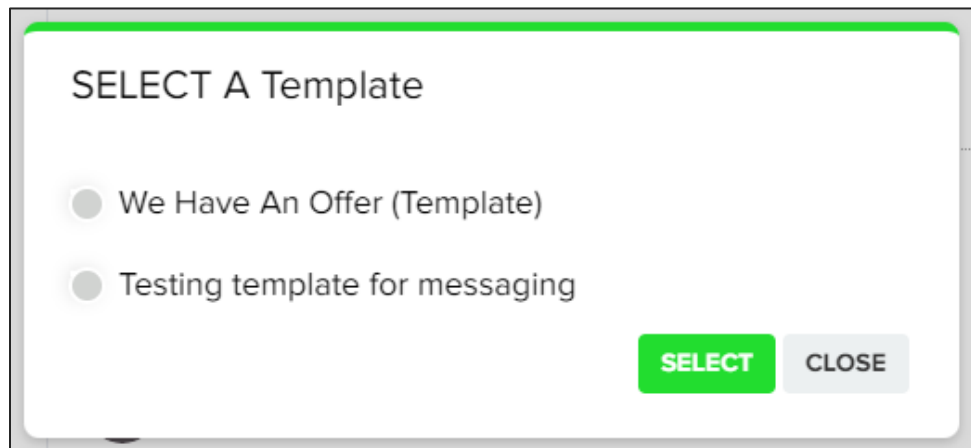 SELECT A Template
We Have An Offer (Template)
Testing template for messaging
SELECT
CLOSE